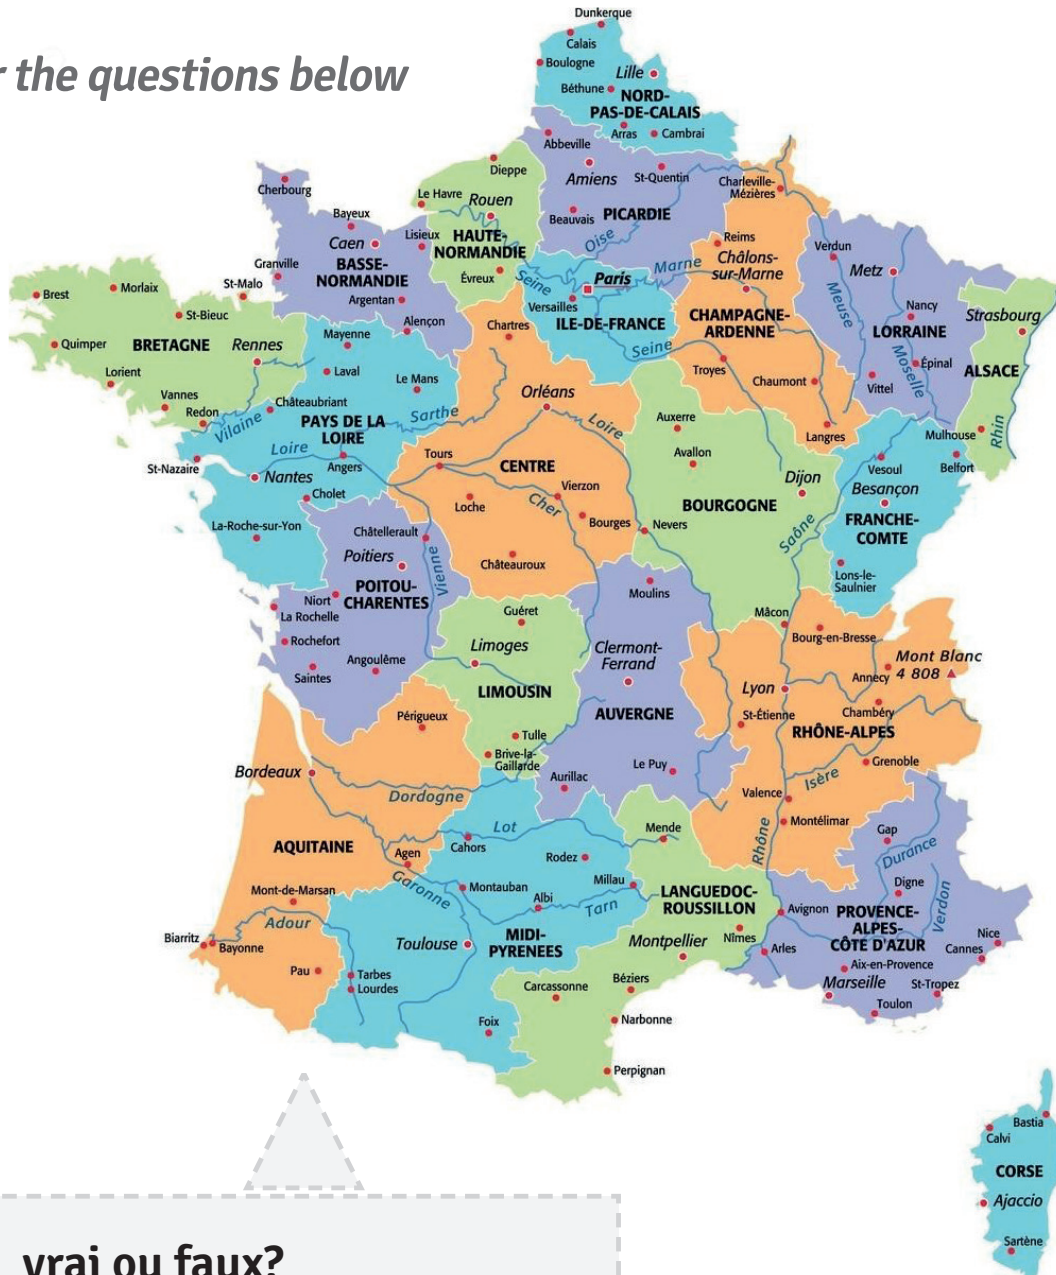 r the questions below
Dunkerque
Calais
Boulogne
Lille
Béthune
NORD-
PAS-DE-CALAIS
Arras
Cambrai
Abbeville
Dieppe
Amiens
St-Quentin
Charleville-
Mézières
Cherbourg
Le Havre
Rouen
Beauvais
PICARDIE
Bayeux
Caen
Lisieux
HAUTE-
NORMANDIE
Oise
Reims
Verdun
Granville
BASSE-
NORMANDIE
Évreux
Seine
Paris
Marne
Châlons-
sur-Marne
Metz
Brest
Morlaix
St-Malo
Argentan
Versailles
ILE-DE-FRANCE
CHAMPAGNE-
ARDENNE
Meuse
Nancy
LORRAINE
Strasbourg
St-Bieuc
Alençon
Chartres
Seine
Quimper
BRETAGNE
Rennes
Mayenne
Troyes
Chaumont
Vittel
Moselle
Épinal
ALSACE
Lorient
Laval
Le Mans
Orléans
Vannes
Redon
Châteaubriant
Vilaine
PAYS DE LA
LOIRE
Sarthe
Loire
Auxerre
Langres
Mulhouse
Rhin
St-Nazaire
Loire
Nantes
Angers
Tours
CENTRE
Avallon
Dijon
Vesoul
Belfort
Besançon
Cholet
Loche
Vierzon
Cher
Bourges
Nevers
BOURGOGNE
Saône
FRANCHE-
COMTE
La-Roche-sur-Yon
Châtellerault
Poitiers
Vienne
Châteauroux
Lons-le-
Saulnier
POITOU-
CHARENTES
Niort
La Rochelle
Moulins
Guéret
Mâcon
Bourg-en-Bresse
Rochefort
Limoges
Clermont-
Ferrand
Mont Blanc
4 808
Annecy
Saintes
Angoulême
LIMOUSIN
Lyon
Chambéry
Périgueux
AUVERGNE
St-Étienne
RHÔNE-ALPES
Tulle
Brive-la-
Gaillarde
Bordeaux
Aurillac
Le Puy
Grenoble
Isère
Dordogne
Valence
Montélimar
Lot
Mende
Rhône
Gap
Durance
AQUITAINE
Agen
Cahors
Rodez
Garonne
Montauban
Millau
Digne
Verdon
Mont-de-Marsan
Albi
Tarn
LANGUEDOC-
ROUSSILLON
Avignon
PROVENCE-
ALPES-
CÔTE D'AZUR
Adour
Biarritz
Bayonne
Toulouse
MIDI-
PYRENEES
Montpellier
Nîmes
Arles
Nice
Cannes
Pau
Tarbes
Lourdes
Carcassonne
Béziers
Aix-en-Provence
Marseille
St-Tropez
Toulon
Foix
Narbonne
Perpignan
Bastia
Calvi
CORSE
Ajaccio
Sartène
vrai ou faux?